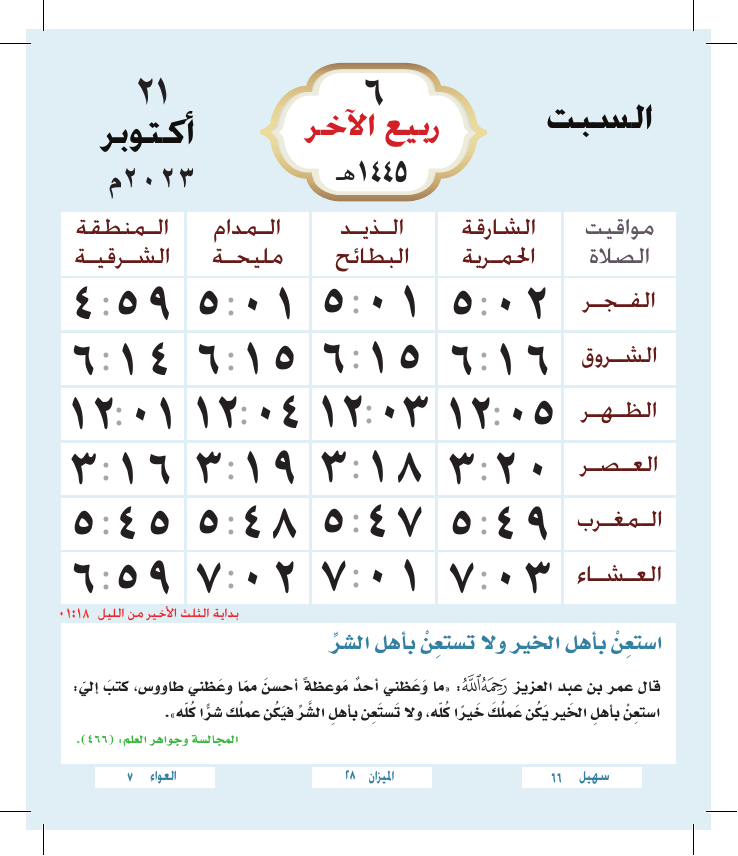 السبت
٦
ربيع الآخر
١٤٤٥هـ
٢١
أكتوبر
٢٠٢٣م
مواقيت الصلاة | الشارقة الحمرية | الذيد البطائح | المدام مليحة | المنطقة الشرقية
الفجر ٥:٠٢ ٥:٠١ ٥:٠١ ٤:٥٩
الشروق ٦:١٦ ٦:١٥ ٦:١٥ ٦:١٤
الظهر ١٢:٠٥ ١٢:٠٣ ١٢:٠٤ ١٢:٠١
العصر ٣:٢٠ ٣:١٨ ٣:١٩ ٣:١٦
المغرب ٥:٤٩ ٥:٤٧ ٥:٤٨ ٥:٤٥
العشاء ٧:٠٣ ٧:٠١ ٧:٠٢ ٦:٥٩
بداية الثلث الأخير من الليل ٠١:١٨
استعِنْ بأهل الخير ولا تستعِنْ بأهل الشرِّ
قال عمر بن عبد العزيز رَحِمَهُ ٱللَّهُ: «ما وَعَظني أحدٌ مَوعظةً أحسنَ ممّا وعَظني طاووس، كتبَ إليّ:
استعِنْ بأهلِ الخَير يَكُن عَملُكَ خَيرًا كُلّه، ولا تَستَعِن بأهلِ الشَّرِّ فيَكُن عملُك شرًّا كُلّه».
المجالسة وجواهر العلم: (٤٦٦).
سهيل ٦٦
الميزان ٢٨
العواء ٧